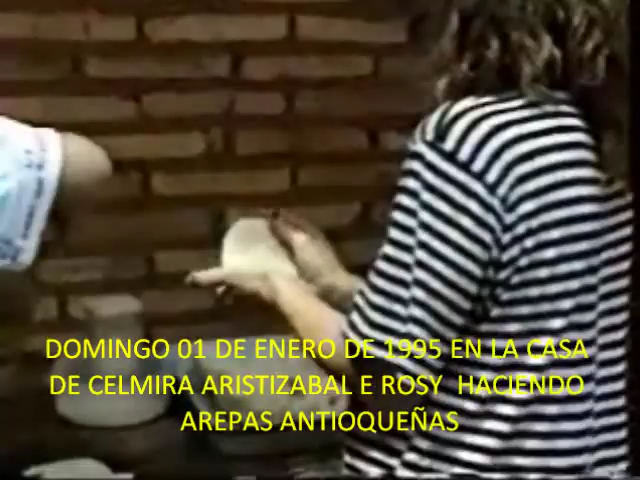 DOMINGO 01 DE ENERO DE 1995 EN LA CASA
DE CELMIRA ARISTIZABAL E ROSY HACIENDO
AREPAS ANTIOQUEÑAS